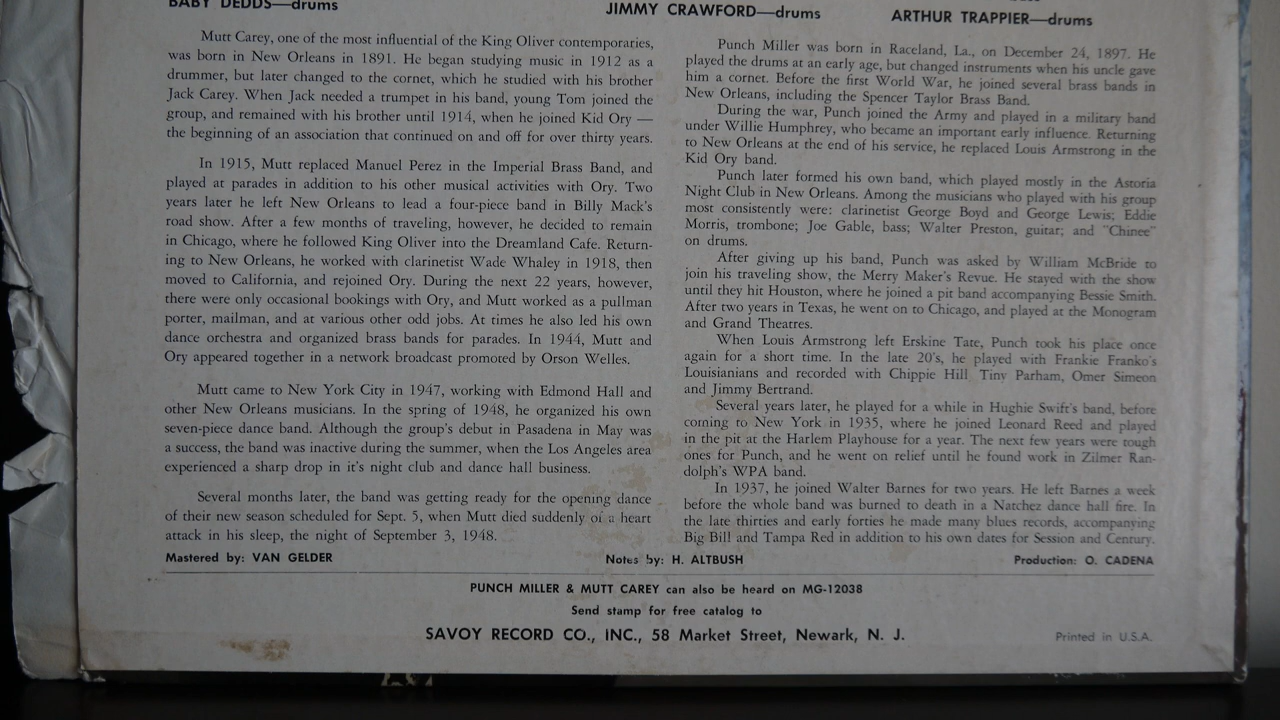 BABY DEDDS—drums
JIMMY CRAWFORD—drums
ARTHUR TRAPPIER—drums
Mutt Carey, one of the most influential of the King Oliver contemporaries,
was born in New Orleans in 1891. He began studying music in 1912 as a
drummer, but later changed to the cornet, which he studied with his brother
Jack Carey. When Jack needed a trumpet in his band, young Tom joined the
group, and remained with his brother until 1914, when he joined Kid Ory —
the beginning of an association that continued on and off for over thirty years.
In 1915, Mutt replaced Manuel Perez in the Imperial Brass Band, and
played at parades in addition to his other musical activities with Ory. Two
years later he left New Orleans to lead a four-piece band in Billy Mack's
road show. After a few months of traveling, however, he decided to remain
in Chicago, where he followed King Oliver into the Dreamland Cafe. Return-
ing to New Orleans, he worked with clarinetist Wade Whaley in 1918, then
moved to California, and rejoined Ory. During the next 22 years, however,
there were only occasional bookings with Ory, and Mutt worked as a pullman
porter, mailman, and at various other odd jobs. At times he also led his own
dance orchestra and organized brass bands for parades. In 1944, Mutt and
Ory appeared together in a network broadcast promoted by Orson Welles.
Mutt came to New York City in 1947, working with Edmond Hall and
other New Orleans musicians. In the spring of 1948, he organized his own
seven-piece dance band. Although the group's debut in Pasadena in May was
a success, the band was inactive during the summer, when the Los Angeles area
experienced a sharp drop in it's night club and dance hall business.
Several months later, the band was getting ready for the opening dance
of their new season scheduled for Sept. 5, when Mutt died suddenly of a heart
attack in his sleep, the night of September 3, 1948.
Punch Miller was born in Raceland, La., on December 24, 1897. He
played the drums at an early age, but changed instruments when his uncle gave
him a cornet. Before the first World War, he joined several brass bands in
New Orleans, including the Spencer Taylor Brass Band.
During the war, Punch joined the Army and played in a military band
under Willie Humphrey, who became an important early influence. Returning
to New Orleans at the end of his service, he replaced Louis Armstrong in the
Kid Ory band.
Punch later formed his own band, which played mostly in the Astoria
Night Club in New Orleans. Among the musicians who played with his group
most consistently were: clarinetist George Boyd and George Lewis; Eddie
Morris, trombone; Joe Gable, bass; Walter Preston, guitar; and "Chinee"
on drums.
After giving up his band, Punch was asked by William McBride to
join his traveling show, the Merry Maker's Revue. He stayed with the show
until they hit Houston, where he joined a pit band accompanying Bessie Smith.
After two years in Texas, he went on to Chicago, and played at the Monogram
and Grand Theatres.
When Louis Armstrong left Erskine Tate, Punch took his place once
again for a short time. In the late 20's, he played with Frankie Franko's
Louisianians and recorded with Chippie Hill Tiny Parham, Omer Simeon
and Jimmy Bertrand.
Several years later, he played for a while in Hughie Swift's band, before
coming to New York in 1935, where he joined Leonard Reed and played
in the pit at the Harlem Playhouse for a year. The next few years were tough
ones for Punch, and he went on relief until he found work in Zilmer Ran-
dolph's WPA band.
In 1937, he joined Walter Barnes for two years. He left Barnes a week
before the whole band was burned to death in a Natchez dance hall fire. In
the late thirties and early forties he made many blues records, accompanying
Big Bill and Tampa Red in addition to his own dates for Session and Century.
Mastered by: VAN GELDER
Notes by: H. ALTBUSH
Production: O. CADENA
PUNCH MILLER & MUTT CAREY can also be heard on MG-12038
Send stamp for free catalog to
SAVOY RECORD CO., INC., 58 Market Street, Newark, N. J.
Printed in U.S.A.